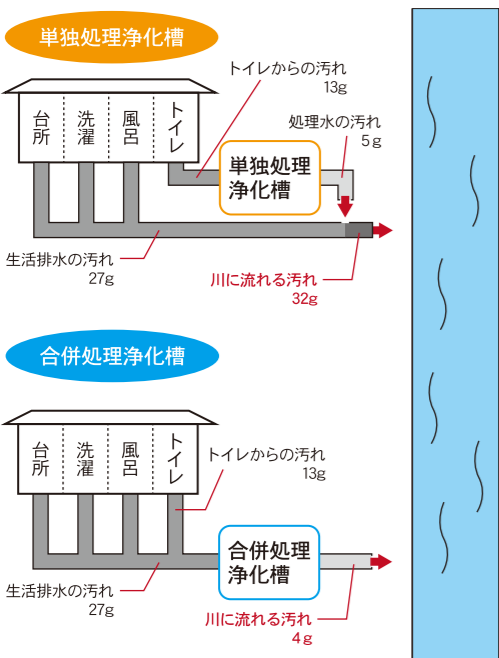 単独処理浄化槽
トイレからの汚れ
13g
処理水の汚れ
5g
台所
洗濯
風呂
トイレ
単独処理
浄化槽
生活排水の汚れ
27g
川に流れる汚れ
32g
合併処理浄化槽
台所
洗濯
風呂
トイレ
トイレからの汚れ
13g
合併処理
浄化槽
生活排水の汚れ
27g
川に流れる汚れ
4g